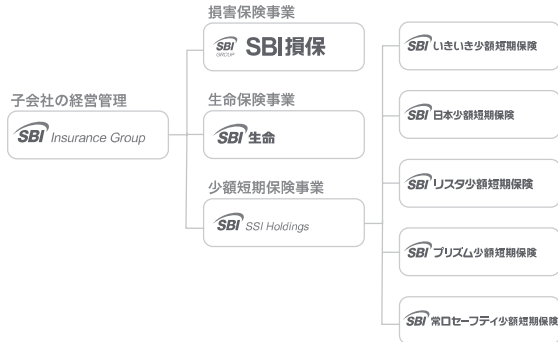 損害保険事業
SBI GROUP SBI損保
子会社の経営管理
SBI Insurance Group
生命保険事業
SBI 生命
少額短期保険事業
SBI SSI Holdings
SBI いきいき少額短期保険
SBI 日本少額短期保険
SBI リスタ少額短期保険
SBI プリズム少額短期保険
SBI 常口セーフティ少額短期保険